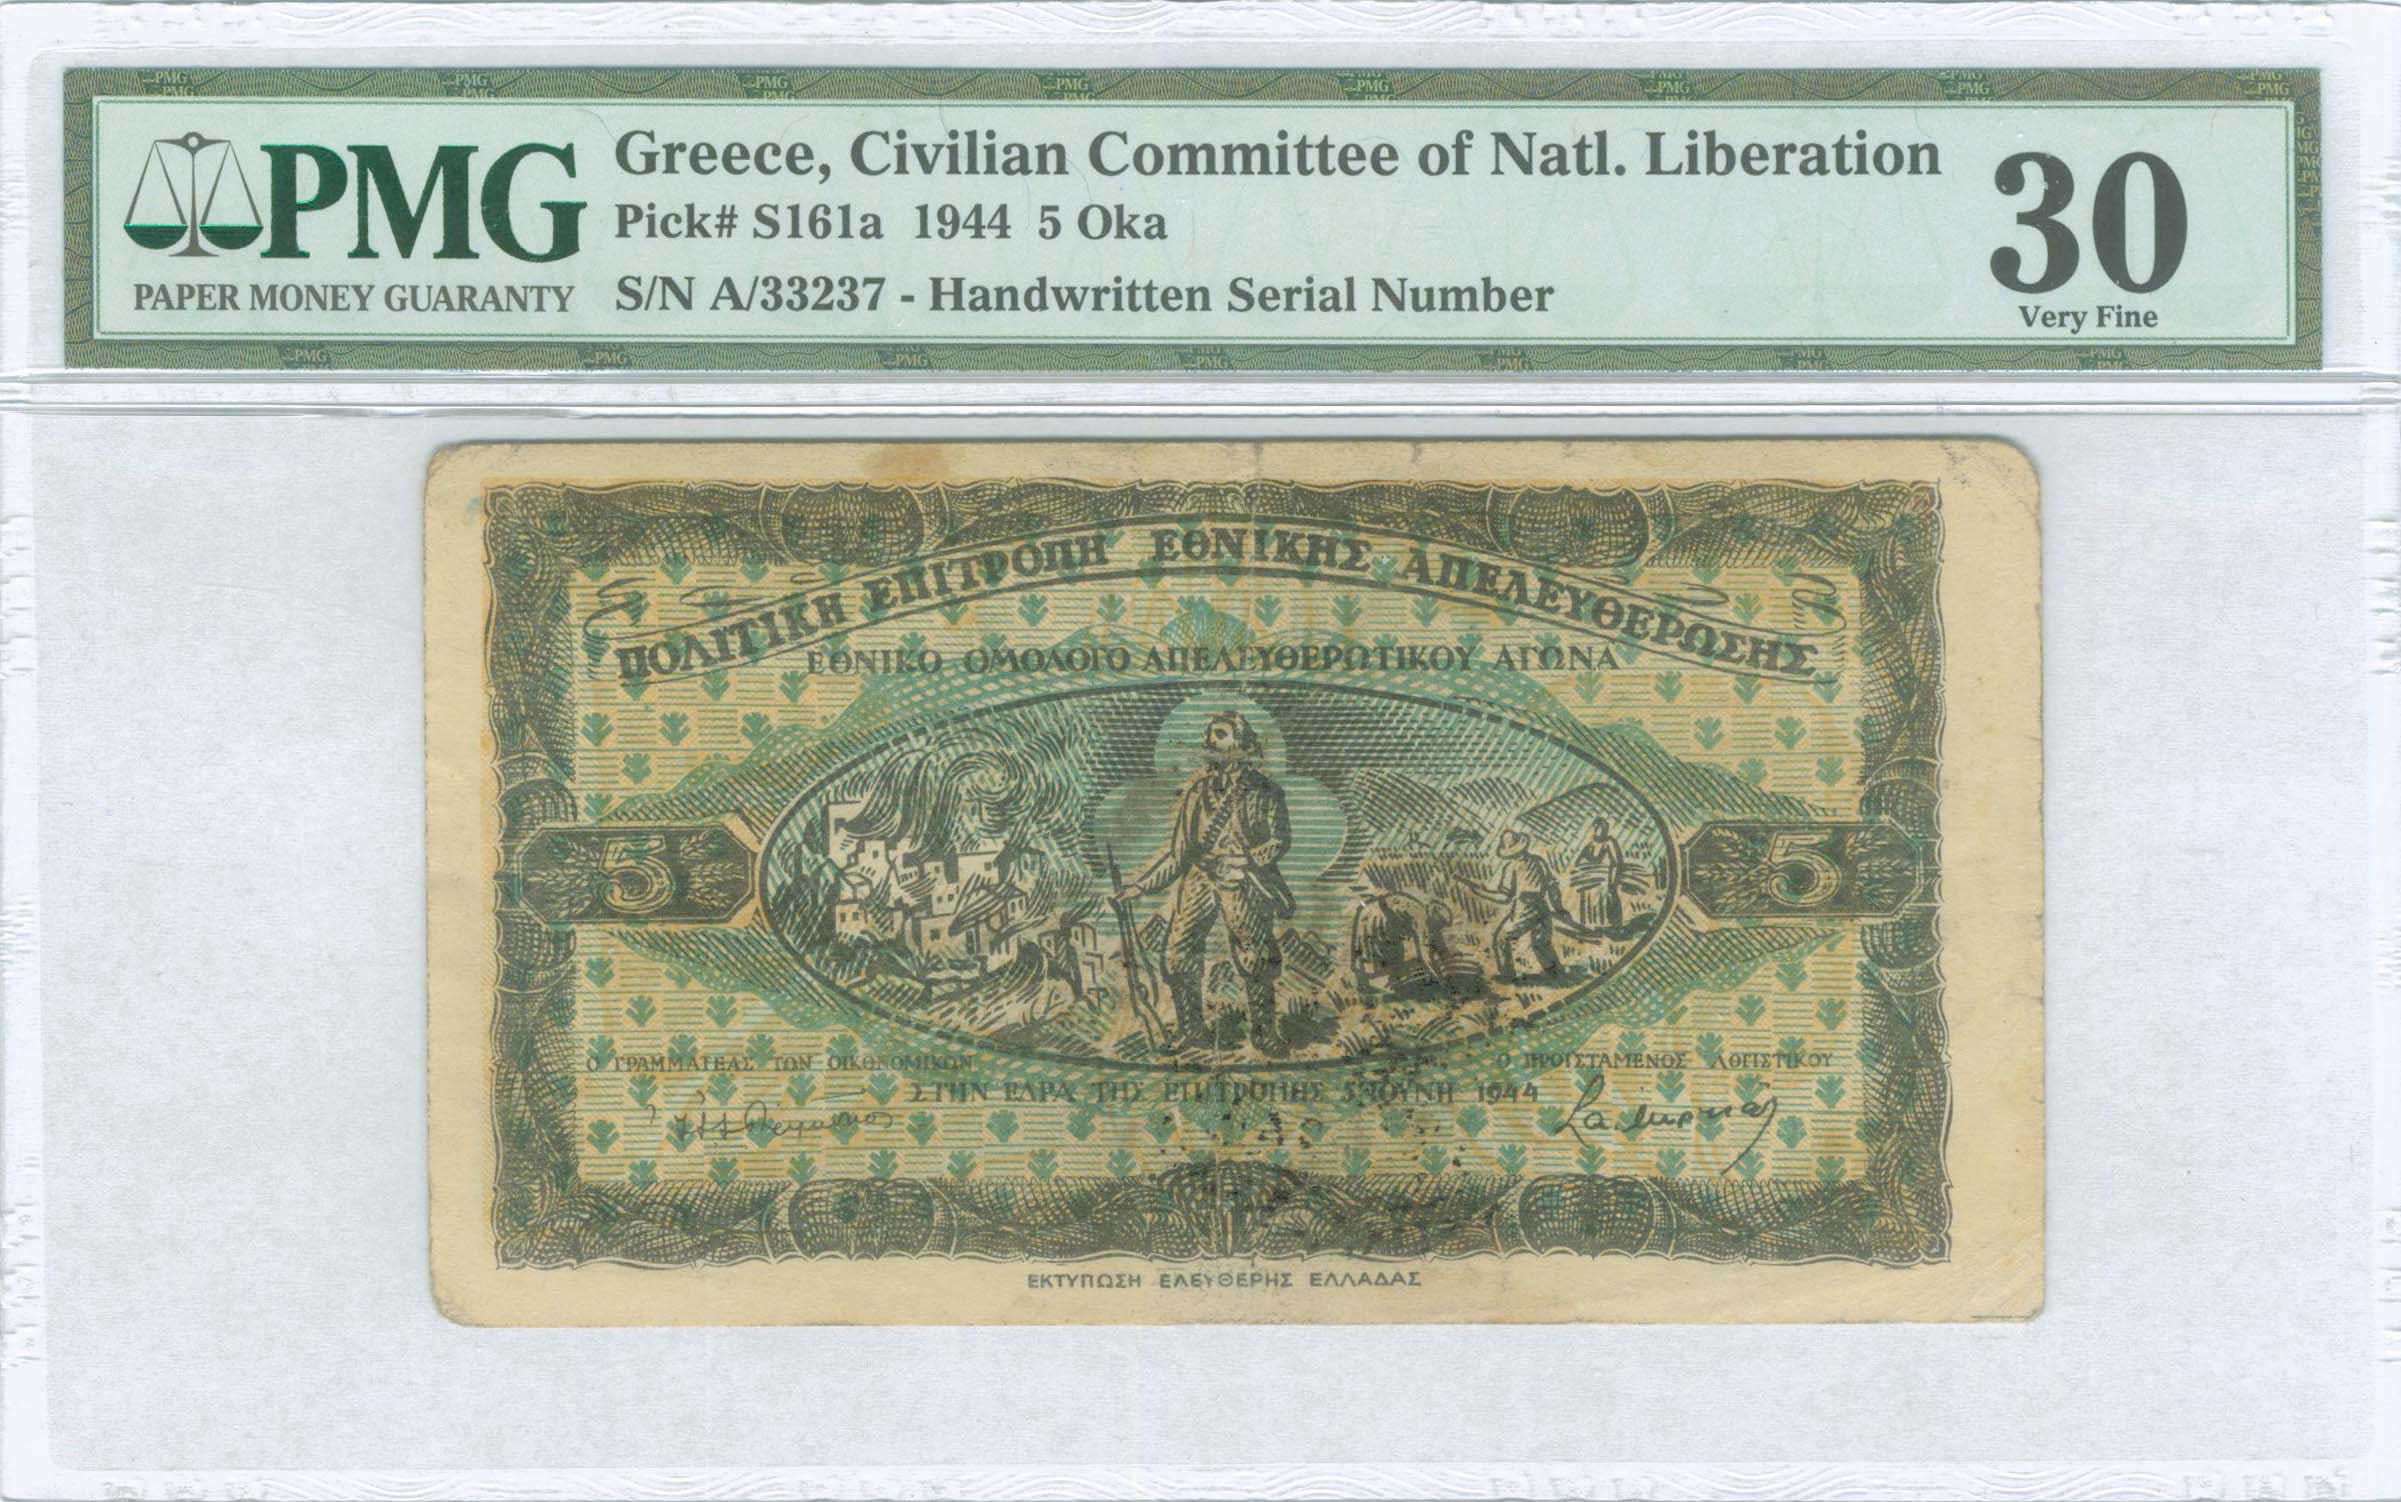 PMG
PAPER MONEY GUARANTY
Greece, Civilian Committee of Natl. Liberation
Pick# S161a 1944 5 Oka
S/N A/33237 - Handwritten Serial Number
30
Very Fine
ΠΟΛΙΤΙΚΗ ΕΠΙΤΡΟΠΗ ΕΘΝΙΚΗΣ ΑΠΕΛΕΥΘΕΡΩΣΗΣ
ΕΘΝΙΚΟ ΟΜΟΛΟΓΟ ΑΠΕΛΕΥΘΕΡΩΤΙΚΟΥ ΑΓΩΝΑ
5 5
Ο ΓΡΑΜΜΑΤΕΑΣ ΤΩΝ ΟΙΚΟΝΟΜΙΚΩΝ
Ο ΠΡΟΪΣΤΑΜΕΝΟΣ ΛΟΓΙΣΤΙΚΟΥ
ΣΤΗΝ ΕΔΡΑ ΤΗΣ ΕΠΙΤΡΟΠΗΣ 5 ΙΟΥΝΗ 1944
ΕΚΤΥΠΩΣΗ ΕΛΕΥΘΕΡΗΣ ΕΛΛΑΔΑΣ